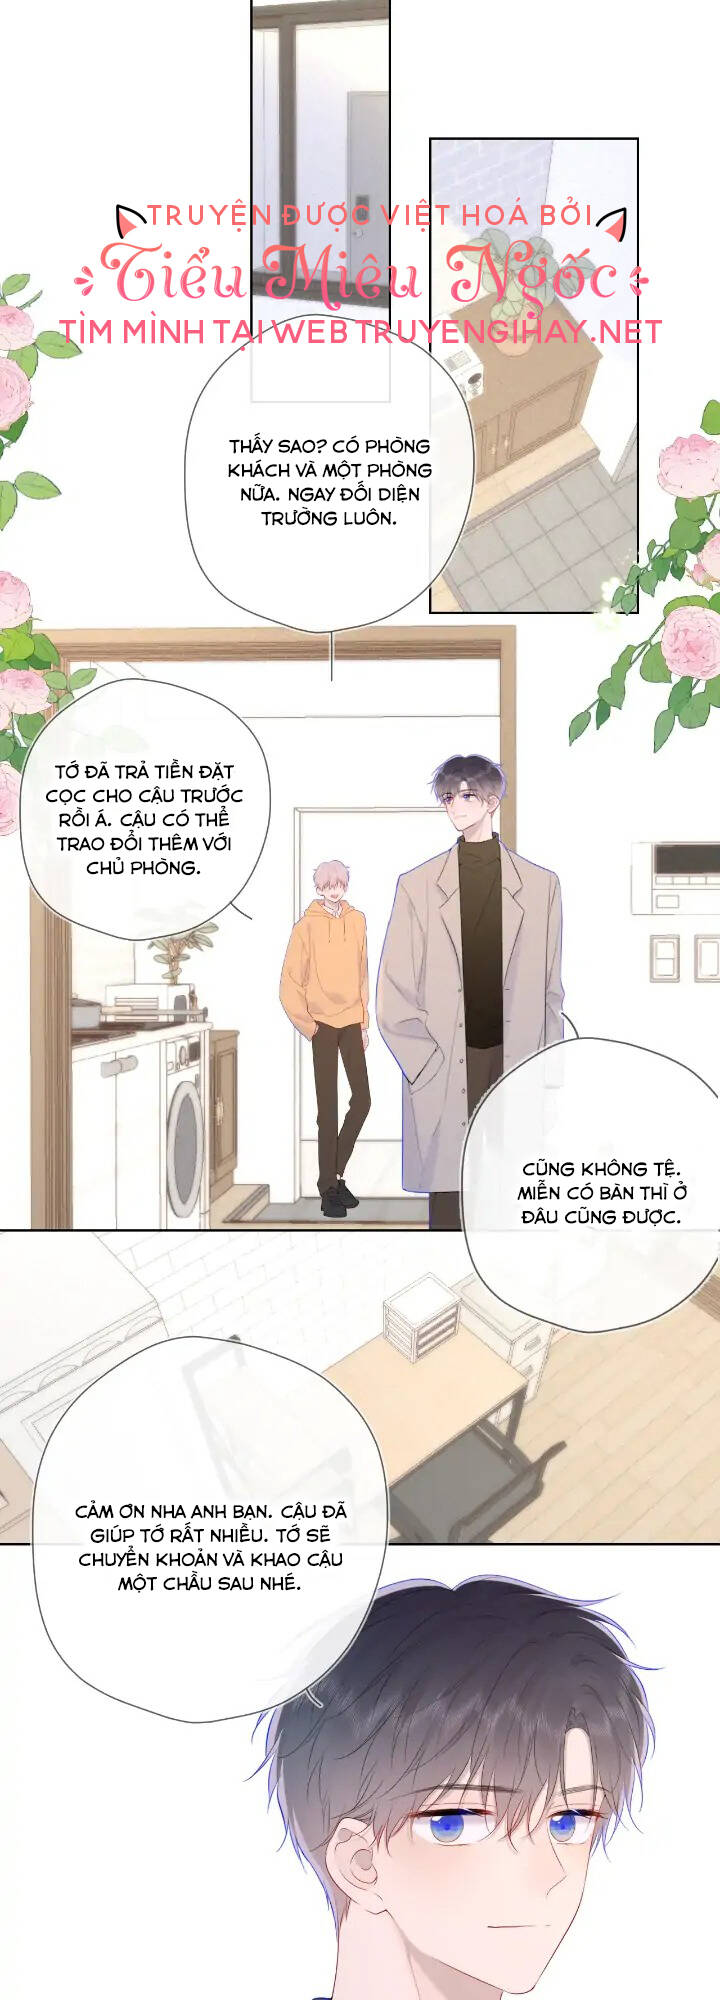 TRUYỆN ĐƯỢC VIỆT HOÁ BỞI
Tiểu Miêu Ngốc
TÌM MÌNH TẠI WEB TRUYENGIHAY.NET
THẤY SAO? CÓ PHÒNG
KHÁCH VÀ MỘT PHÒNG
NỮA. NGAY ĐỐI DIỆN
TRƯỜNG LUÔN.
TỚ ĐÃ TRẢ TIỀN ĐẶT
CỌC CHO CẬU TRƯỚC
RỒI Á. CẬU CÓ THỂ
TRAO ĐỔI THÊM VỚI
CHỦ PHÒNG.
CŨNG KHÔNG TỆ.
MIỄN CÓ BÀN THÌ Ở
ĐÂU CŨNG ĐƯỢC.
CẢM ƠN NHA ANH BẠN. CẬU ĐÃ
GIÚP TỚ RẤT NHIỀU. TỚ SẼ
CHUYỂN KHOẢN VÀ KHAO CẬU
MỘT CHẦU SAU NHÉ.